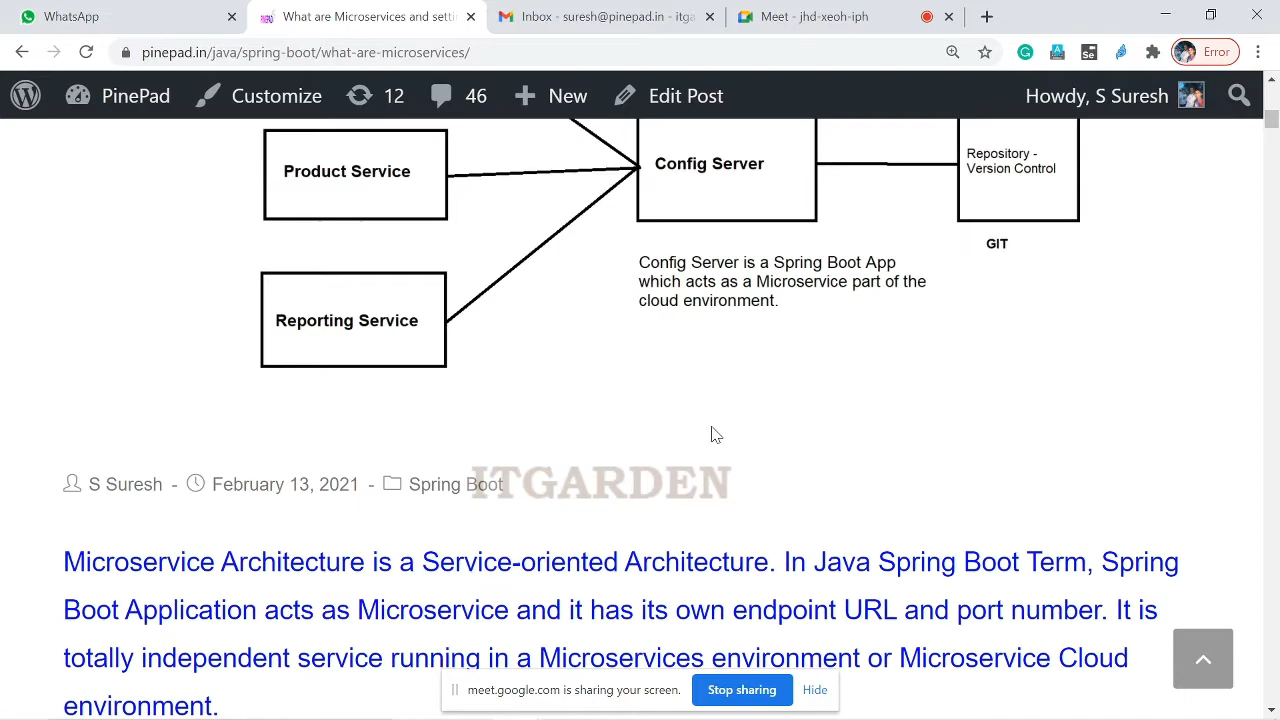 WhatsApp
What are Microservices and setti
Inbox - suresh@pinepad.in - itga
Meet - jhd-xeoh-iph
pinepad.in/java/spring-boot/what-are-microservices/
Se
Error
PinePad
Customize
12
46
New
Edit Post
Howdy, S Suresh
Product Service
Config Server
Repository -
Version Control
GIT
Config Server is a Spring Boot App
which acts as a Microservice part of the
cloud environment.
Reporting Service
S Suresh - February 13, 2021 - Spring Boot
ITGARDEN
Microservice Architecture is a Service-oriented Architecture. In Java Spring Boot Term, Spring
Boot Application acts as Microservice and it has its own endpoint URL and port number. It is
totally independent service running in a Microservices environment or Microservice Cloud
environment.
meet.google.com is sharing your screen.
Stop sharing
Hide